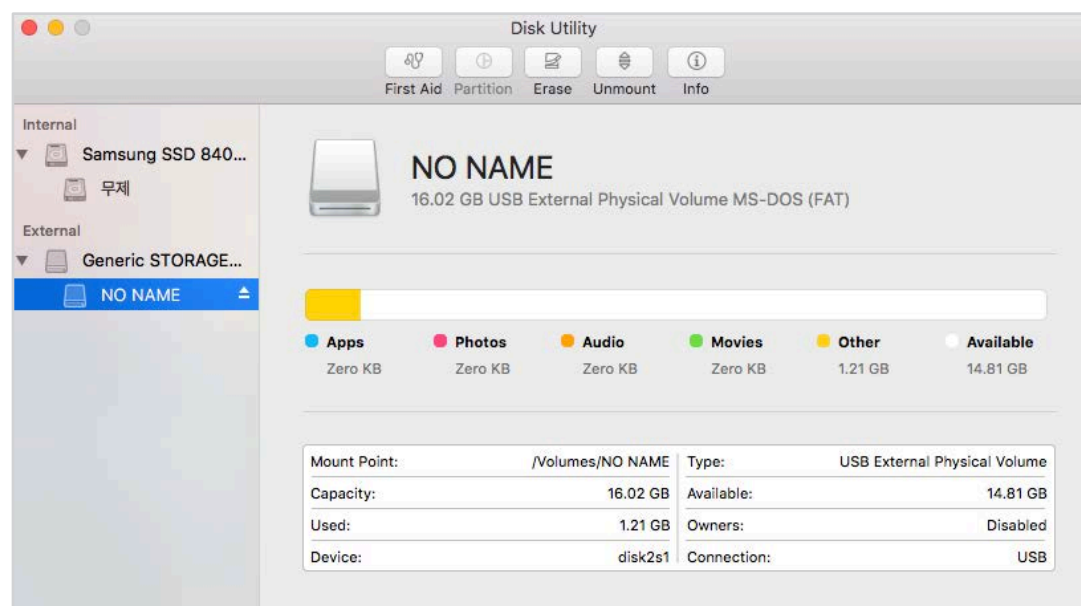 Disk Utility
First Aid Partition Erase Unmount Info
Internal
Samsung SSD 840...
무제
External
Generic STORAGE...
NO NAME
NO NAME
16.02 GB USB External Physical Volume MS-DOS (FAT)
Apps Photos Audio Movies Other Available
Zero KB Zero KB Zero KB Zero KB 1.21 GB 14.81 GB
Mount Point: /Volumes/NO NAME Type: USB External Physical Volume
Capacity: 16.02 GB Available: 14.81 GB
Used: 1.21 GB Owners: Disabled
Device: disk2s1 Connection: USB